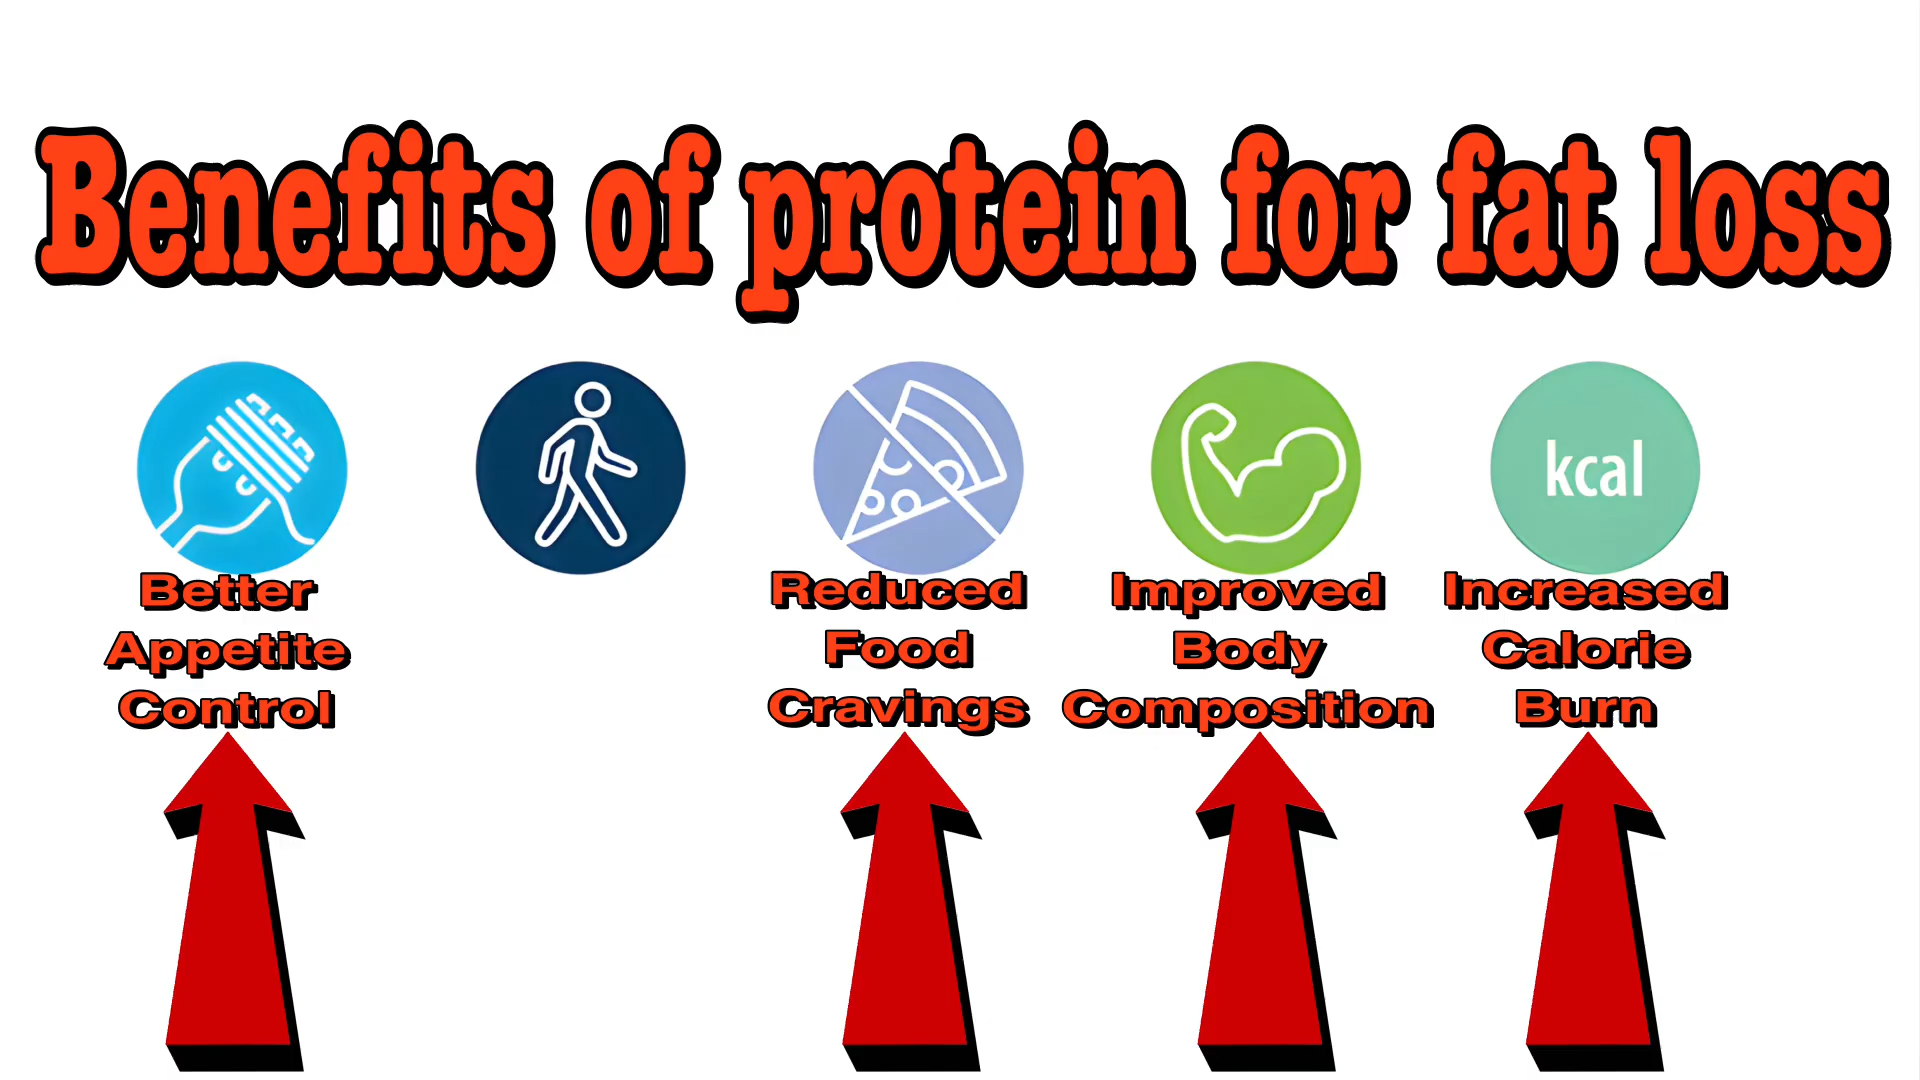 Benefits of protein for fat loss
kcal
Better
Appetite
Control
Reduced
Food
Cravings
Improved
Body
Composition
Increased
Calorie
Burn